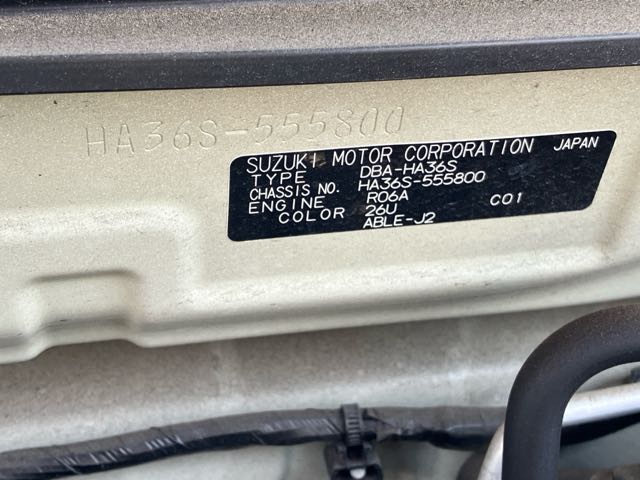 HA36S-555800
SUZUKI MOTOR CORPORATION JAPAN
TYPE DBA-HA36S
CHASSIS NO. HA36S-555800
ENGINE R06A C01
COLOR 26U
ABLE-J2